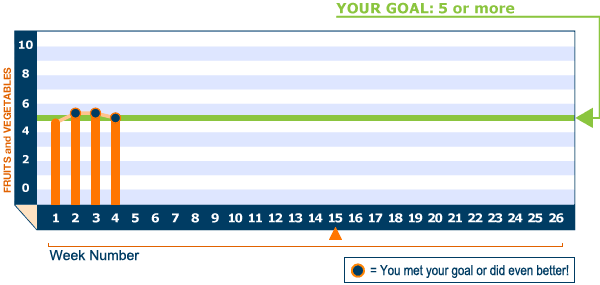 YOUR GOAL: 5 or more
10
8
6
4
2
0
FRUITS and VEGETABLES
1 2 3 4 5 6 7 8 9 10 11 12 13 14 15 16 17 18 19 20 21 22 23 24 25 26
Week Number
= You met your goal or did even better!